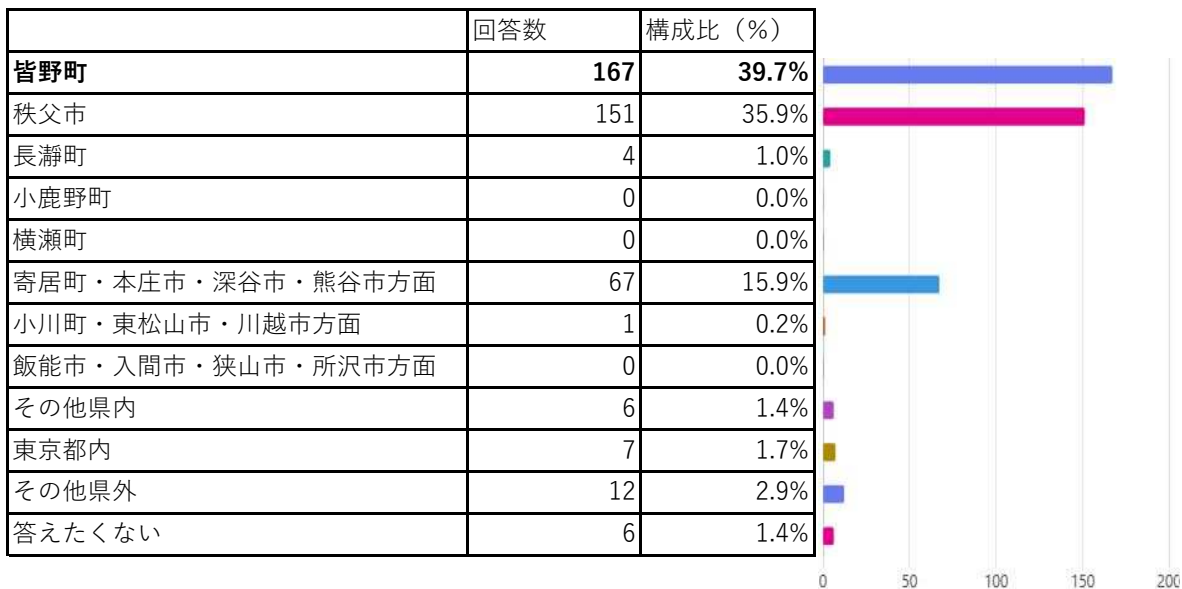 回答数 構成比（％）
皆野町 167 39.7%
秩父市 151 35.9%
長瀞町 4 1.0%
小鹿野町 0 0.0%
横瀬町 0 0.0%
寄居町・本庄市・深谷市・熊谷市方面 67 15.9%
小川町・東松山市・川越市方面 1 0.2%
飯能市・入間市・狭山市・所沢市方面 0 0.0%
その他県内 6 1.4%
東京都内 7 1.7%
その他県外 12 2.9%
答えたくない 6 1.4%
0 50 100 150 200